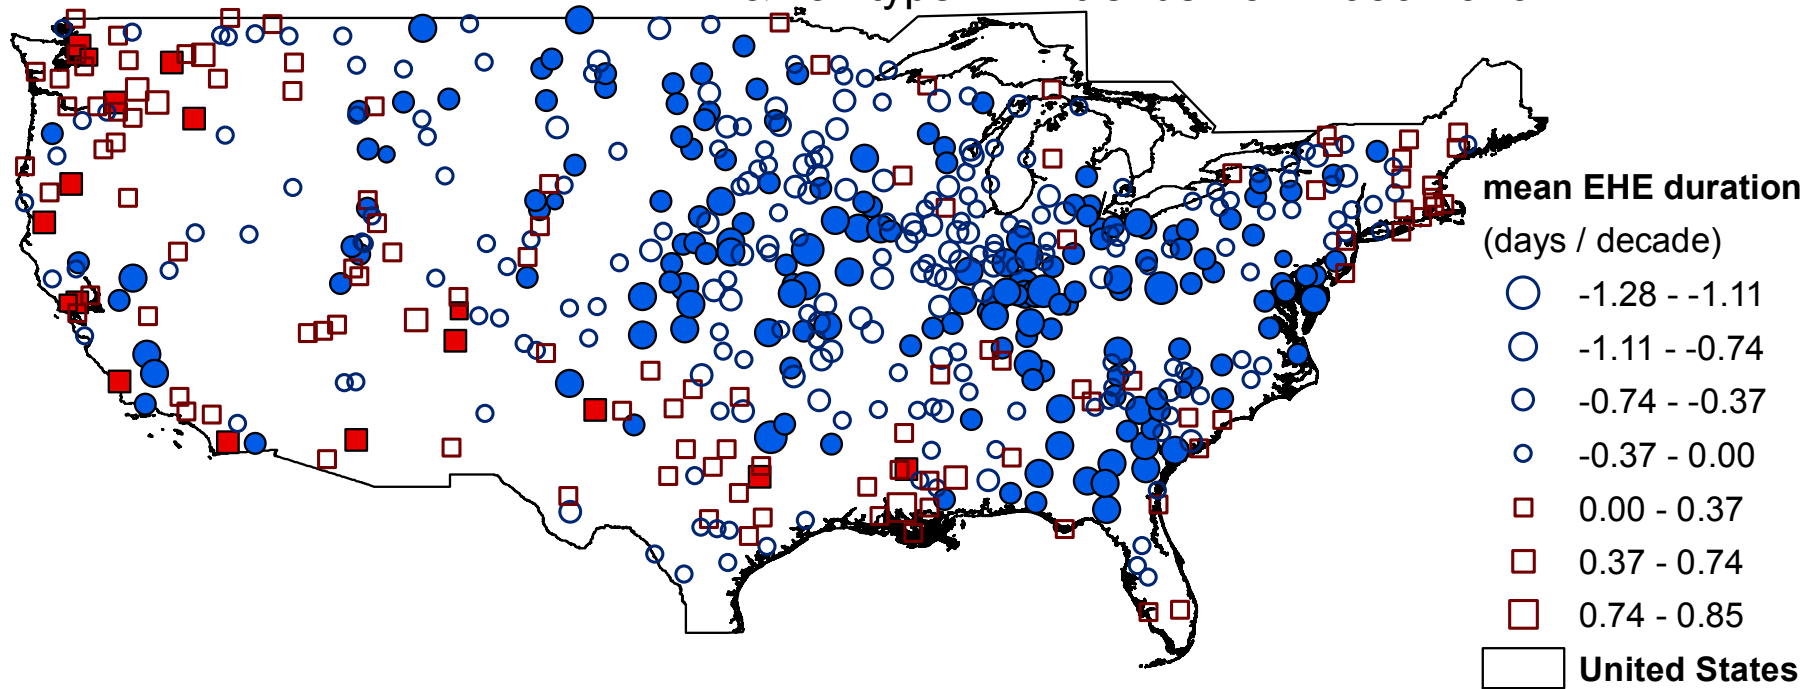 mean EHE duration
(days / decade)
-1.28 - -1.11
-1.11 - -0.74
-0.74 - -0.37
-0.37 - 0.00
0.00 - 0.37
0.37 - 0.74
0.74 - 0.85
United States